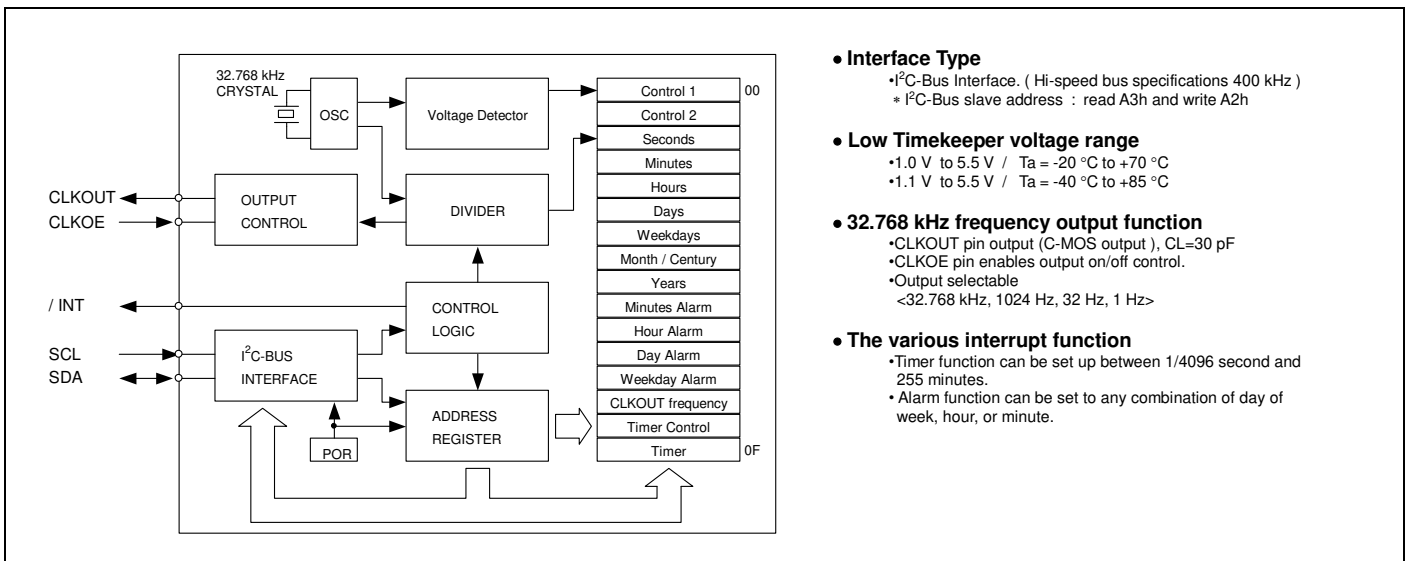 32.768 kHz
CRYSTAL
OSC
Voltage Detector
CLKOUT
CLKOE
OUTPUT
CONTROL
DIVIDER
/ INT
CONTROL
LOGIC
SCL
SDA
I²C-BUS
INTERFACE
ADDRESS
REGISTER
POR
Control 1 00
Control 2
Seconds
Minutes
Hours
Days
Weekdays
Month / Century
Years
Minutes Alarm
Hour Alarm
Day Alarm
Weekday Alarm
CLKOUT frequency
Timer Control
Timer 0F
● Interface Type
•I²C-Bus Interface. ( Hi-speed bus specifications 400 kHz )
∗ I²C-Bus slave address : read A3h and write A2h
● Low Timekeeper voltage range
•1.0 V to 5.5 V / Ta = -20 °C to +70 °C
•1.1 V to 5.5 V / Ta = -40 °C to +85 °C
● 32.768 kHz frequency output function
•CLKOUT pin output (C-MOS output ), CL=30 pF
•CLKOE pin enables output on/off control.
•Output selectable
<32.768 kHz, 1024 Hz, 32 Hz, 1 Hz>
● The various interrupt function
•Timer function can be set up between 1/4096 second and
255 minutes.
• Alarm function can be set to any combination of day of
week, hour, or minute.